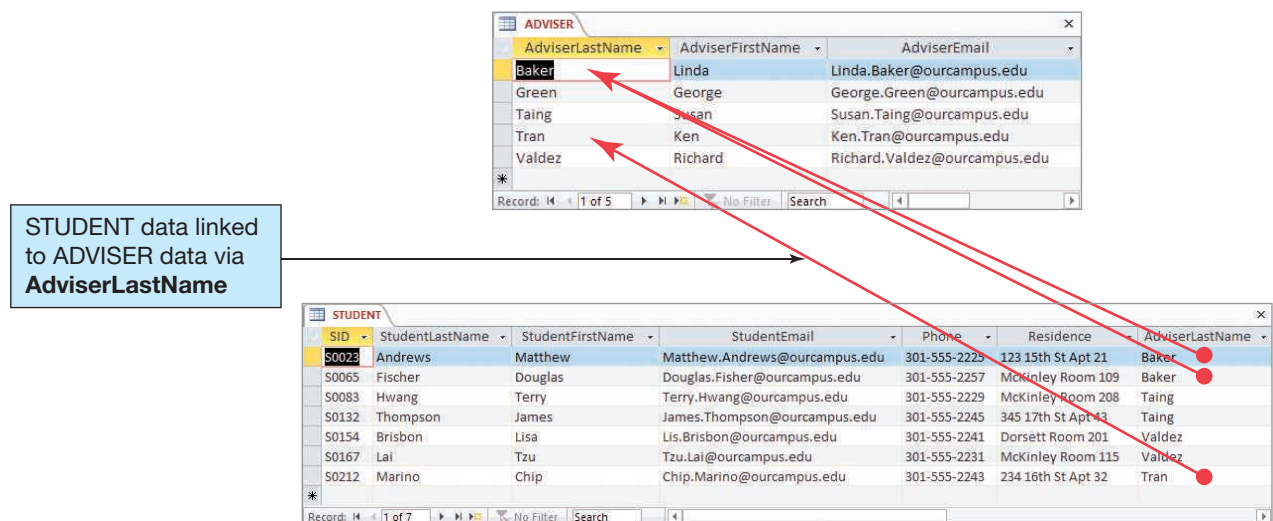 ADVISER
AdviserLastName AdviserFirstName AdviserEmail
Baker Linda Linda.Baker@ourcampus.edu
Green George George.Green@ourcampus.edu
Taing Susan Susan.Taing@ourcampus.edu
Tran Ken Ken.Tran@ourcampus.edu
Valdez Richard Richard.Valdez@ourcampus.edu
Record: 1 of 5 No Filter Search
STUDENT data linked
to ADVISER data via
AdviserLastName
STUDENT
SID StudentLastName StudentFirstName StudentEmail Phone Residence AdviserLastName
S0023 Andrews Matthew Matthew.Andrews@ourcampus.edu 301-555-2225 123 15th St Apt 21 Baker
S0065 Fischer Douglas Douglas.Fisher@ourcampus.edu 301-555-2257 McKinley Room 109 Baker
S0083 Hwang Terry Terry.Hwang@ourcampus.edu 301-555-2229 McKinley Room 208 Taing
S0132 Thompson James James.Thompson@ourcampus.edu 301-555-2245 345 17th St Apt 43 Taing
S0154 Brisbon Lisa Lis.Brisbon@ourcampus.edu 301-555-2241 Dorsett Room 201 Valdez
S0167 Lai Tzu Tzu.Lai@ourcampus.edu 301-555-2231 McKinley Room 115 Valdez
S0212 Marino Chip Chip.Marino@ourcampus.edu 301-555-2243 234 16th St Apt 32 Tran
Record: 1 of 7 No Filter Search